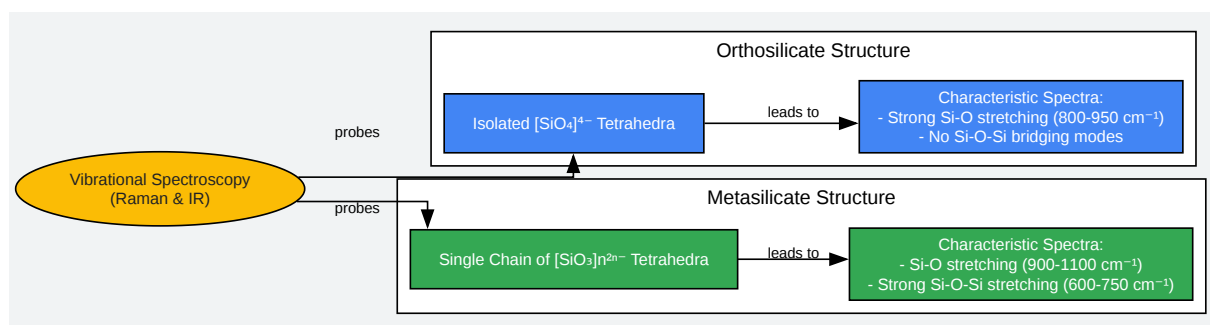 Orthosilicate Structure
Isolated [SiO₄]⁴⁻ Tetrahedra
leads to
Characteristic Spectra:
- Strong Si-O stretching (800-950 cm⁻¹)
- No Si-O-Si bridging modes
probes
Vibrational Spectroscopy
(Raman & IR)
probes
Metasilicate Structure
Single Chain of [SiO₃]n²ⁿ⁻ Tetrahedra
leads to
Characteristic Spectra:
- Si-O stretching (900-1100 cm⁻¹)
- Strong Si-O-Si stretching (600-750 cm⁻¹)